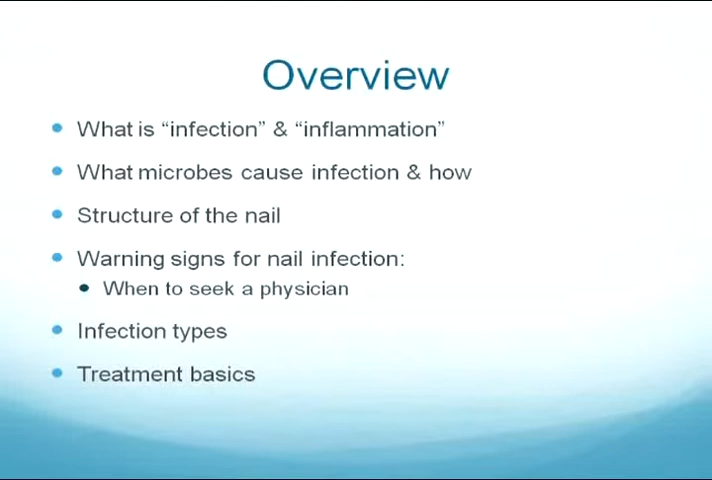 Overview
What is “infection” & “inflammation”
What microbes cause infection & how
Structure of the nail
Warning signs for nail infection:
When to seek a physician
Infection types
Treatment basics